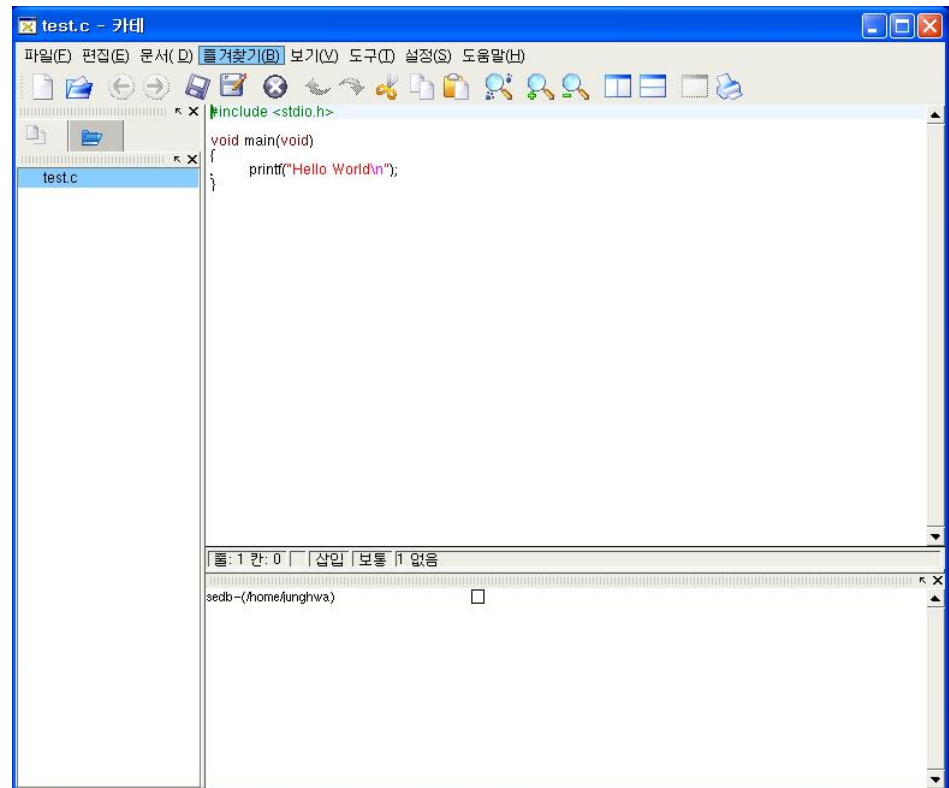 test.c - 카테
파일(F) 편집(E) 문서( D) 즐겨찾기(B) 보기(V) 도구(T) 설정(S) 도움말(H)
test.c
#include <stdio.h>
void main(void)
{
printf("Hello World\n");
}
줄: 1 칸: 0 삽입 보통 1 없음
sedb-(/home/junghwa)